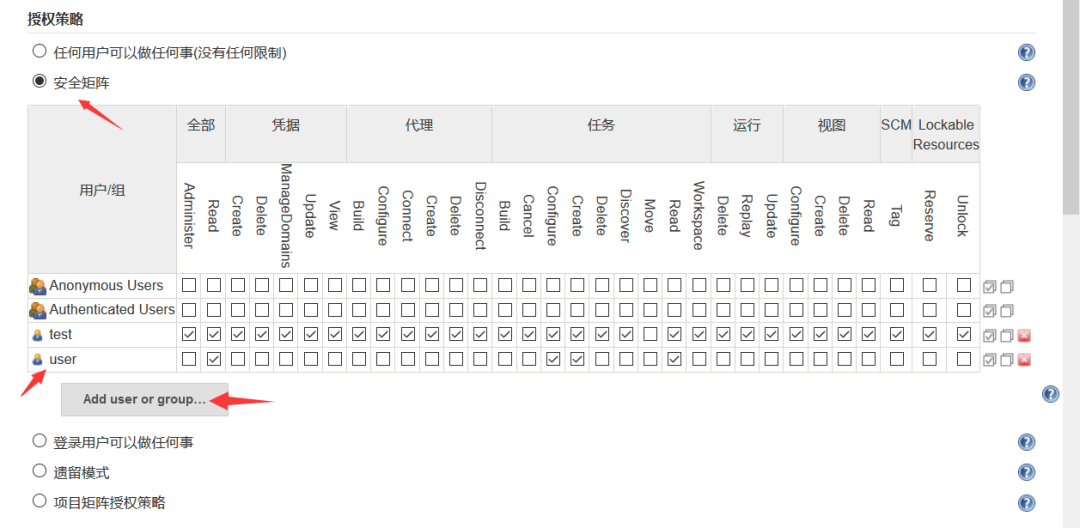 授权策略
任何用户可以做任何事(没有任何限制)
安全矩阵
用户/组 全部 凭据 代理 任务 运行 视图 SCM Lockable Resources
Administer Read Create Delete ManageDomains Update View Build Configure Connect Create Delete Disconnect Build Cancel Configure Create Delete Discover Move Read Workspace Delete Replay Update Configure Create Delete Read Tag Reserve Unlock
Anonymous Users
Authenticated Users
test
user
Add user or group...
登录用户可以做任何事
遗留模式
项目矩阵授权策略